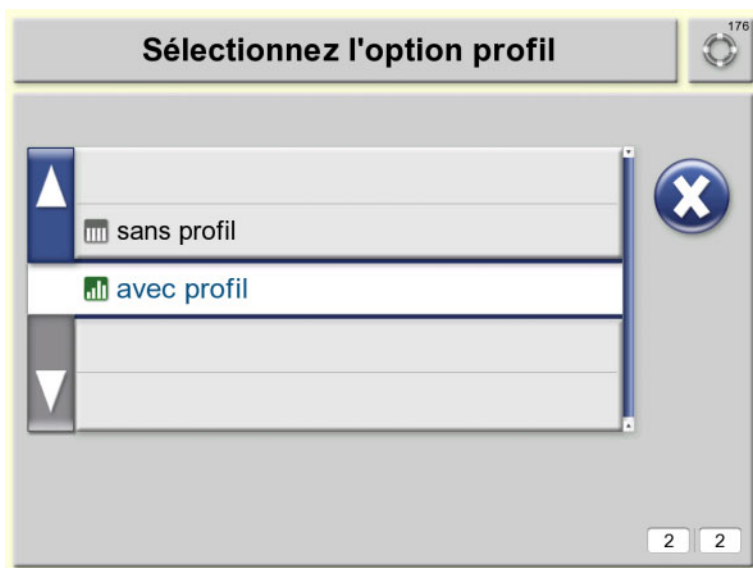 Sélectionnez l'option profil
176
sans profil
avec profil
2 2